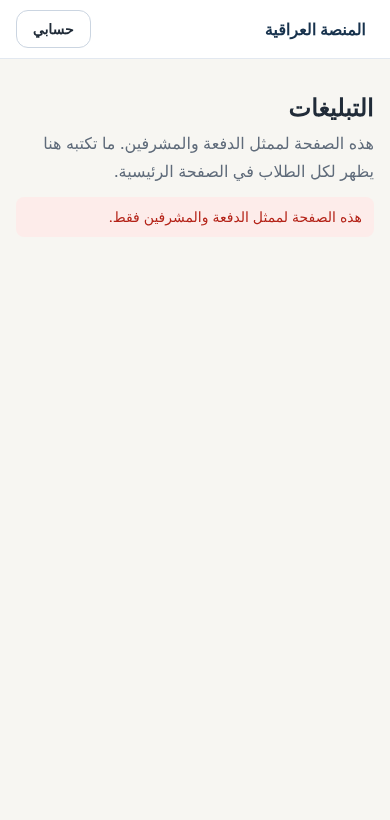 المنصة العراقية
حسابي
التبليغات
هذه الصفحة لممثل الدفعة والمشرفين. ما تكتبه هنا
يظهر لكل الطلاب في الصفحة الرئيسية.
هذه الصفحة لممثل الدفعة والمشرفين فقط.